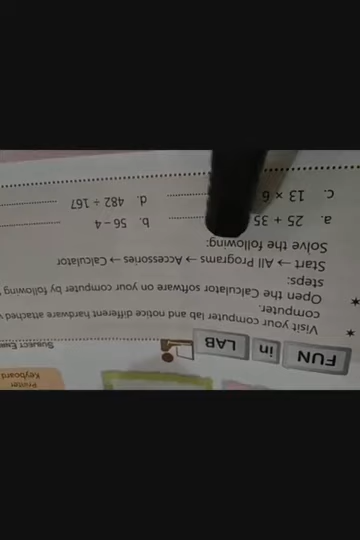 Printer
Keyboard
SUBJECT
FUN in LAB
* Visit your computer lab and notice different hardware attached
computer.
* Open the Calculator software on your computer by following
steps:
Start → All Programs → Accessories → Calculator
Solve the following:
a. 25 + 35 ............ b. 56 – 4 ............
c. 13 × 6 ............ d. 482 ÷ 167 ............